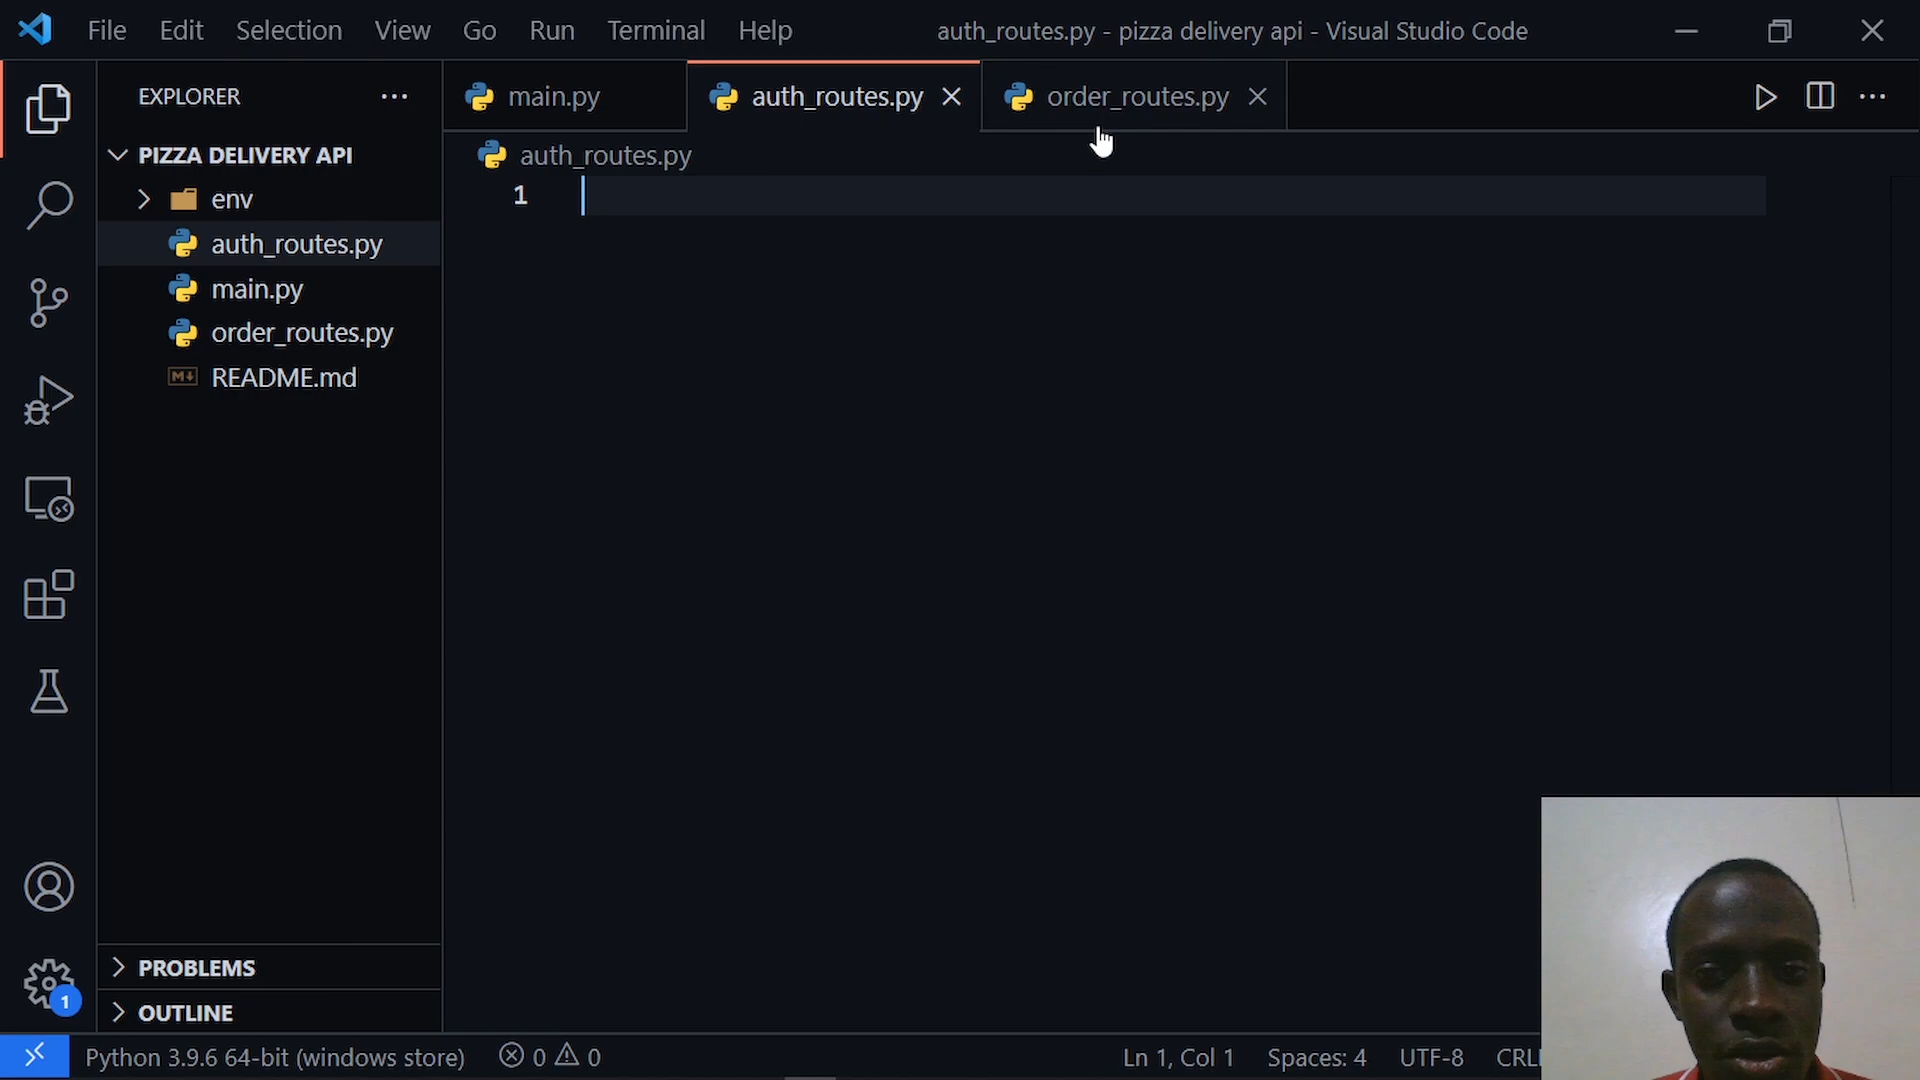 File Edit Selection View Go Run Terminal Help auth_routes.py - pizza delivery api - Visual Studio Code
EXPLORER
main.py
auth_routes.py
order_routes.py
PIZZA DELIVERY API
auth_routes.py
env
1
auth_routes.py
main.py
order_routes.py
M↓ README.md
PROBLEMS
OUTLINE
1
Python 3.9.6 64-bit (windows store) 0 0 Ln 1, Col 1 Spaces: 4 UTF-8